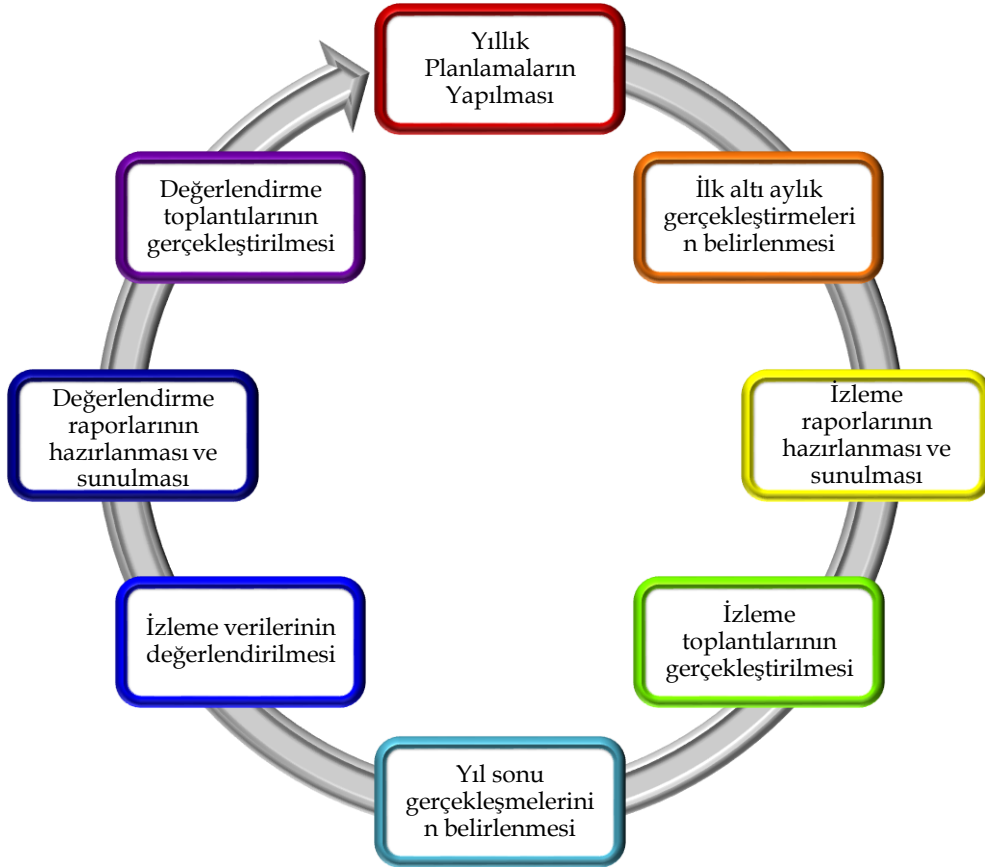 Yıllık
Planlamaların
Yapılması
İlk altı aylık
gerçekleştirmeleri
n belirlenmesi
İzleme
raporlarının
hazırlanması ve
sunulması
İzleme
toplantılarının
gerçekleştirilmesi
Yıl sonu
gerçekleşmelerini
n belirlenmesi
İzleme verilerinin
değerlendirilmesi
Değerlendirme
raporlarının
hazırlanması ve
sunulması
Değerlendirme
toplantılarının
gerçekleştirilmesi